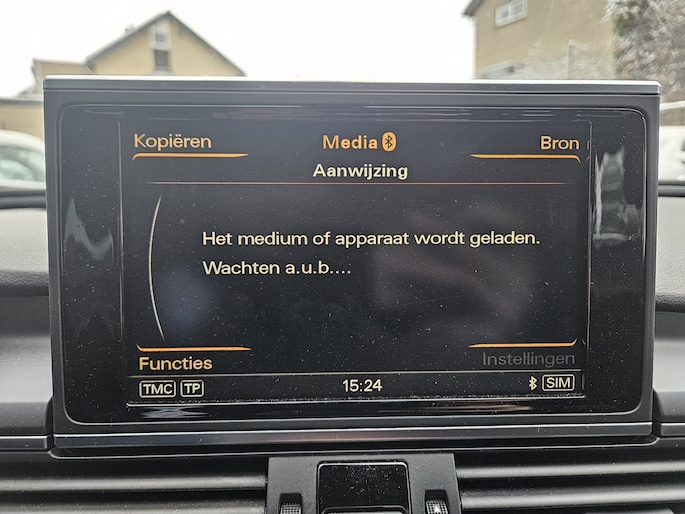 Kopiëren Media Bron
Aanwijzing
Het medium of apparaat wordt geladen.
Wachten a.u.b....
Functies Instellingen
TMC TP 15:24 SIM